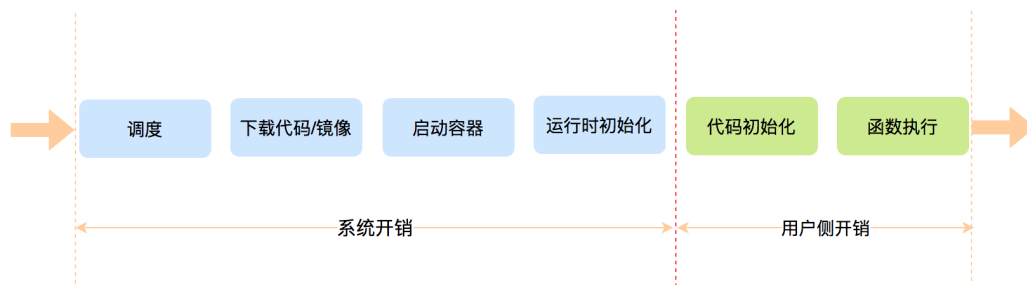 调度
下载代码/镜像
启动容器
运行时初始化
代码初始化
函数执行
系统开销
用户侧开销